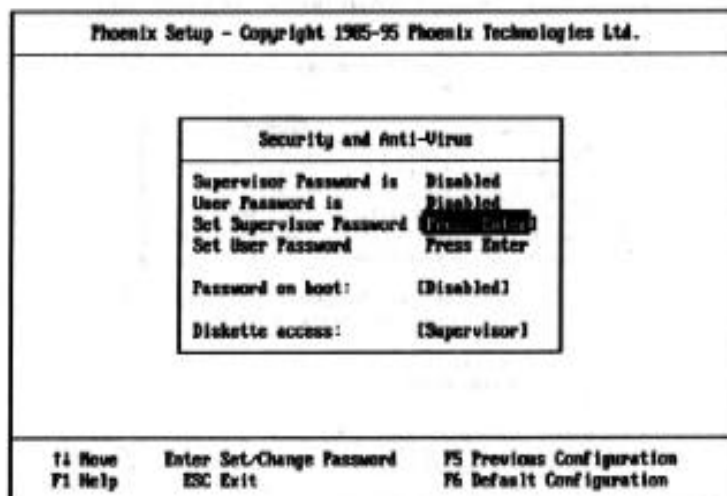 Phoenix Setup - Copyright 1985-95 Phoenix Technologies Ltd.
Security and Anti-Virus
Supervisor Password is Disabled
User Password is Disabled
Set Supervisor Password [Press Enter]
Set User Password Press Enter
Password on boot: [Disabled]
Diskette access: [Supervisor]
↑↓ Move Enter Set/Change Password F5 Previous Configuration
F1 Help ESC Exit F6 Default Configuration